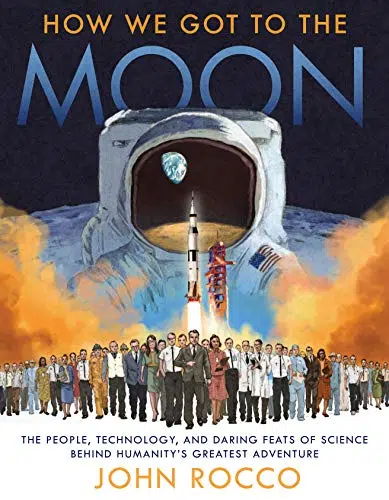 HOW WE GOT TO THE
MOON
THE PEOPLE, TECHNOLOGY, AND DARING FEATS OF SCIENCE
BEHIND HUMANITY'S GREATEST ADVENTURE
JOHN ROCCO